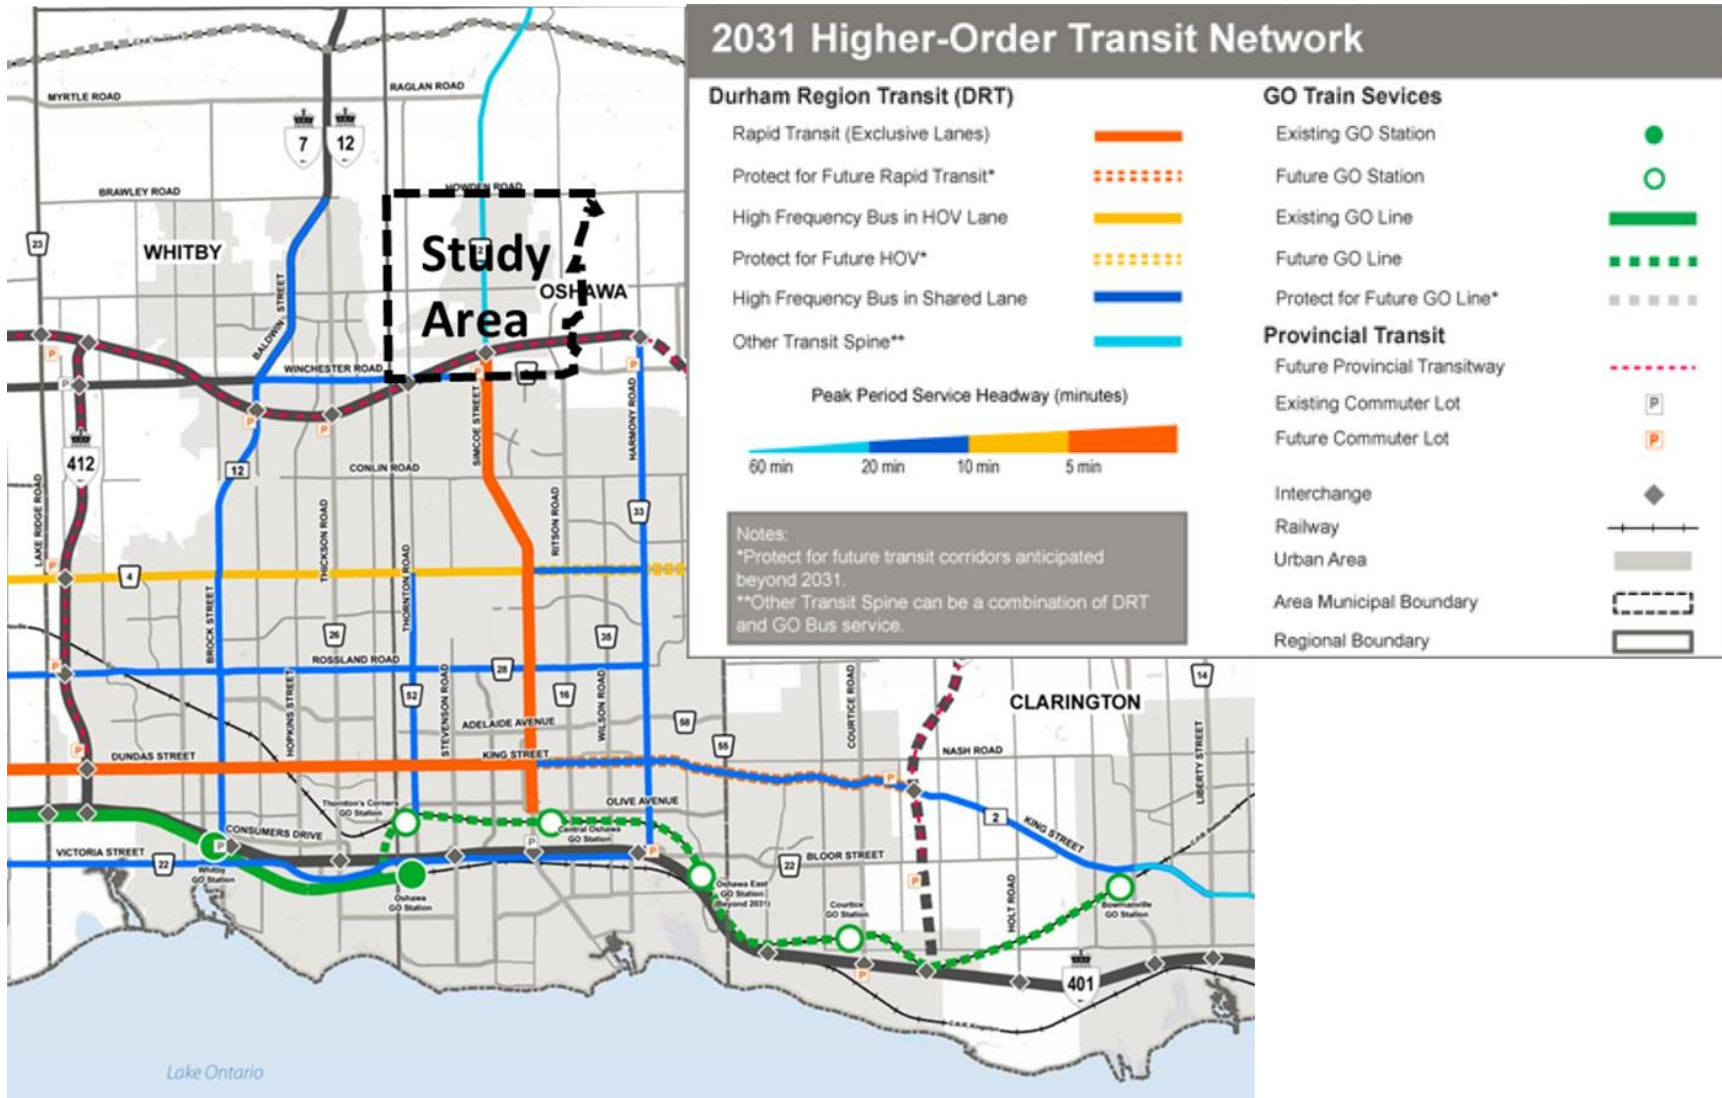 2031 Higher-Order Transit Network
Durham Region Transit (DRT)
Rapid Transit (Exclusive Lanes)
Protect for Future Rapid Transit*
High Frequency Bus in HOV Lane
Protect for Future HOV*
High Frequency Bus in Shared Lane
Other Transit Spine**
Peak Period Service Headway (minutes)
60 min
20 min
10 min
5 min
Notes:
*Protect for future transit corridors anticipated
beyond 2031.
**Other Transit Spine can be a combination of DRT
and GO Bus service.
GO Train Sevices
Existing GO Station
Future GO Station
Existing GO Line
Future GO Line
Protect for Future GO Line*
Provincial Transit
Future Provincial Transitway
Existing Commuter Lot
P
Future Commuter Lot
P
Interchange
Railway
Urban Area
Area Municipal Boundary
Regional Boundary
MYRTLE ROAD
RAGLAN ROAD
7
12
BRAWLEY ROAD
HOWDEN ROAD
23
WHITBY
Study
Area
2
OSHAWA
BALDWIN STREET
WINCHESTER ROAD
P
P
P
P
P
P
412
SIMCOE STREET
HARMONY ROAD
CONLIN ROAD
12
LAKE RIDGE ROAD
THICKSON ROAD
RITSON ROAD
33
P
4
BROCK STREET
THORNTON ROAD
26
35
ROSSLAND ROAD
28
P
52
16
HOPKINS STREET
STEVENSON ROAD
WILSON ROAD
ADELAIDE AVENUE
58
55
COURTICE ROAD
CLARINGTON
14
LIBERTY STREET
P
DUNDAS STREET
KING STREET
NASH ROAD
P
Thornton's Corners
GO Station
OLIVE AVENUE
Central Oshawa
GO Station
2
KING STREET
CONSUMERS DRIVE
P
P
P
VICTORIA STREET
22
Whitby
GO Station
Oshawa
GO Station
22
BLOOR STREET
Oshawa East
GO Station
(Beyond 2031)
P
HOLT ROAD
Courtice
GO Station
Bowmanville
GO Station
P
401
Lake Ontario